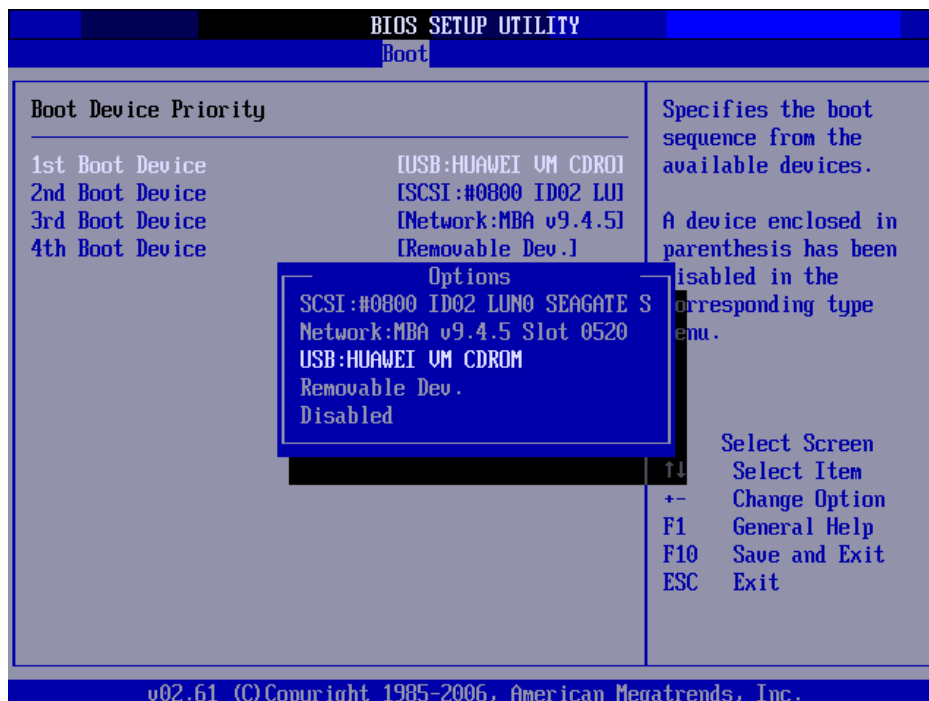 BIOS SETUP UTILITY
Boot
Boot Device Priority
1st Boot Device [USB:HUAWEI VM CDRO]
2nd Boot Device [SCSI:#0800 ID02 LU]
3rd Boot Device [Network:MBA v9.4.5]
4th Boot Device [Removable Dev.]
Options
SCSI:#0800 ID02 LUN0 SEAGATE S
Network:MBA v9.4.5 Slot 0520
USB:HUAWEI VM CDROM
Removable Dev.
Disabled
Specifies the boot
sequence from the
available devices.
A device enclosed in
parenthesis has been
isabled in the
orresponding type
enu.
Select Screen
↑↓ Select Item
+- Change Option
F1 General Help
F10 Save and Exit
ESC Exit
v02.61 (C)Copyright 1985-2006, American Megatrends, Inc.